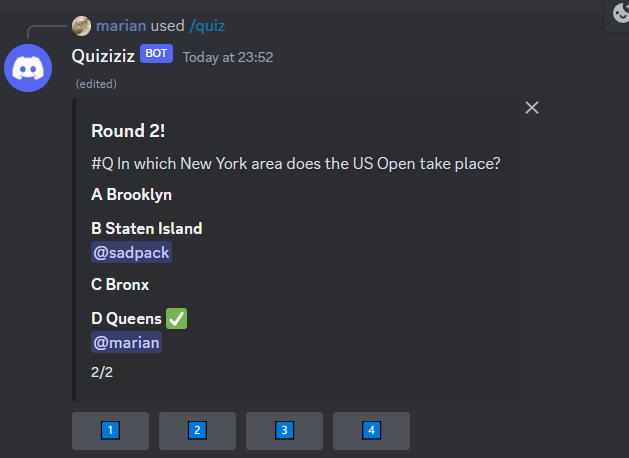 marian used /quiz
Quiziziz BOT Today at 23:52
(edited)
Round 2!
#Q In which New York area does the US Open take place?
A Brooklyn
B Staten Island
@sadpack
C Bronx
D Queens ✅
@marian
2/2
1 2 3 4